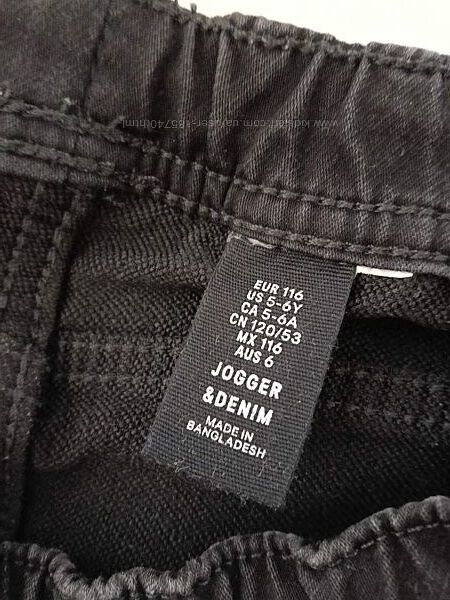 EUR 116
US 5-6Y
CA 5-6A
CN 120/53
MX 116
AUS 6
JOGGER
&DENIM
MADE IN
BANGLADESH